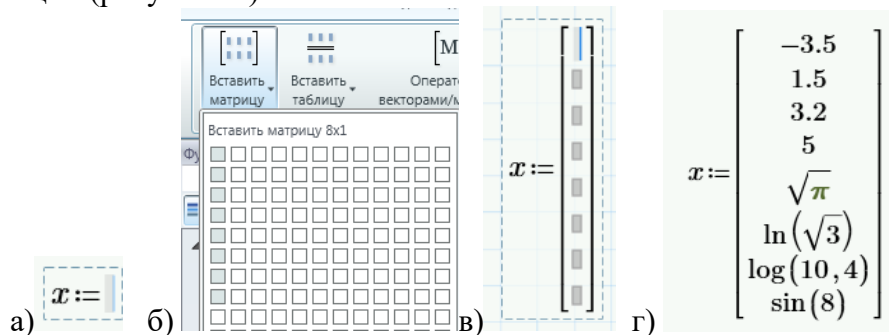 [M
Вставить матрицу
Вставить таблицу
Операт
векторами/м
Вставить матрицу 8x1
Фу
x :=
x :=
x :=
-3.5
1.5
3.2
5
√π
ln(√3)
log(10,4)
sin(8)
а) б) в) г)